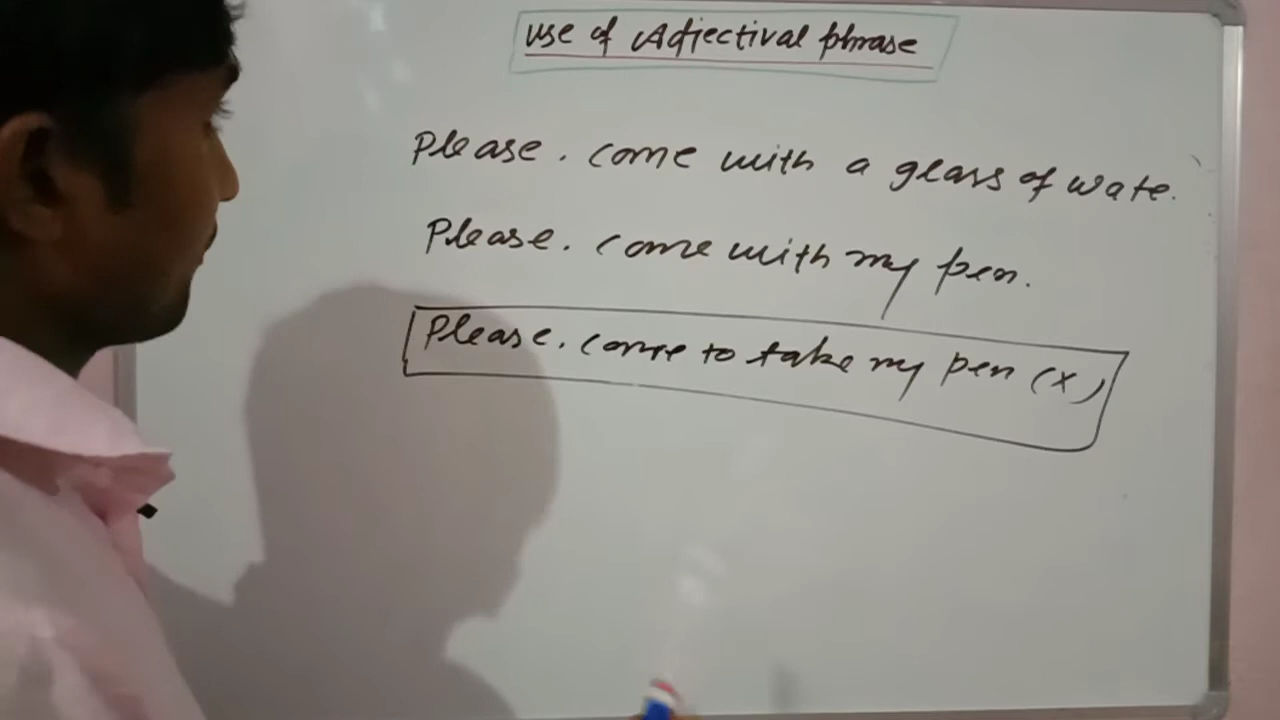 use of Adjectival phrase
Please. come with a glass of wate.
Please. come with my pen.
Please. come to take my pen (x)